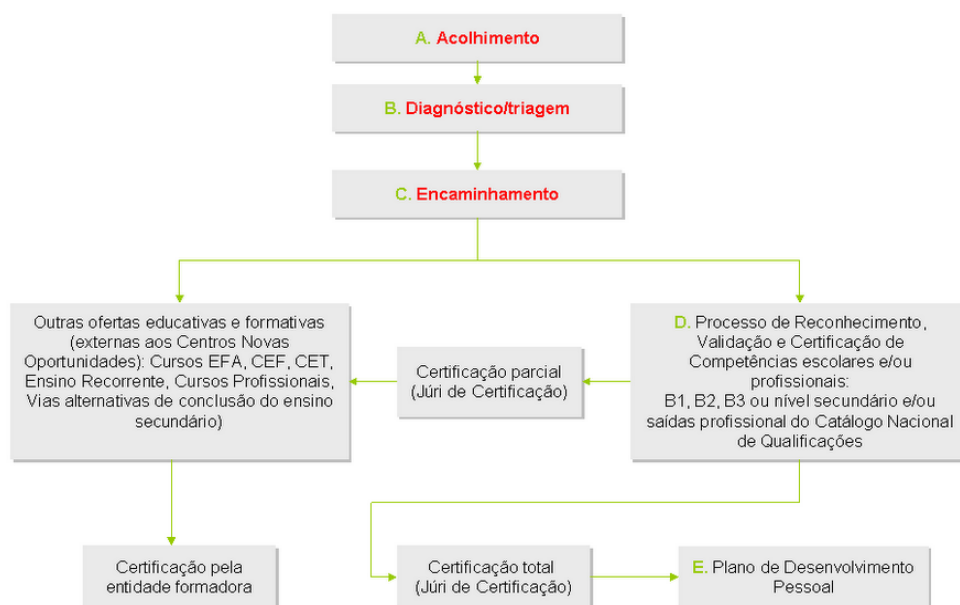 A. Acolhimento
B. Diagnóstico/triagem
C. Encaminhamento
Outras ofertas educativas e formativas
(externas aos Centros Novas
Oportunidades): Cursos EFA, CEF, CET,
Ensino Recorrente, Cursos Profissionais,
Vias alternativas de conclusão do ensino
secundário)
Certificação parcial
(Júri de Certificação)
D. Processo de Reconhecimento,
Validação e Certificação de
Competências escolares e/ou
profissionais:
B1, B2, B3 ou nível secundário e/ou
saídas profissional do Catálogo Nacional
de Qualificações
Certificação pela
entidade formadora
Certificação total
(Júri de Certificação)
E. Plano de Desenvolvimento
Pessoal